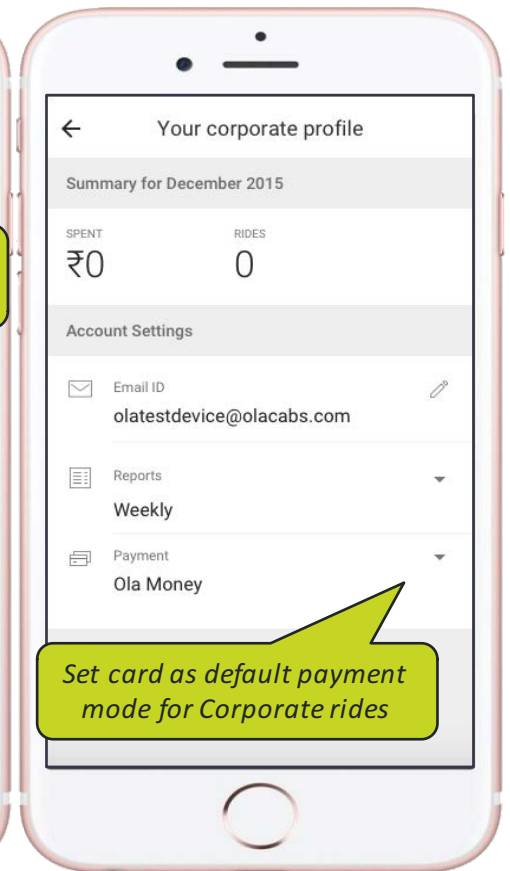 Your corporate profile
Summary for December 2015
SPENT RIDES
₹0 0
Account Settings
Email ID
olatestdevice@olacabs.com
Reports
Weekly
Payment
Ola Money
Set card as default payment
mode for Corporate rides